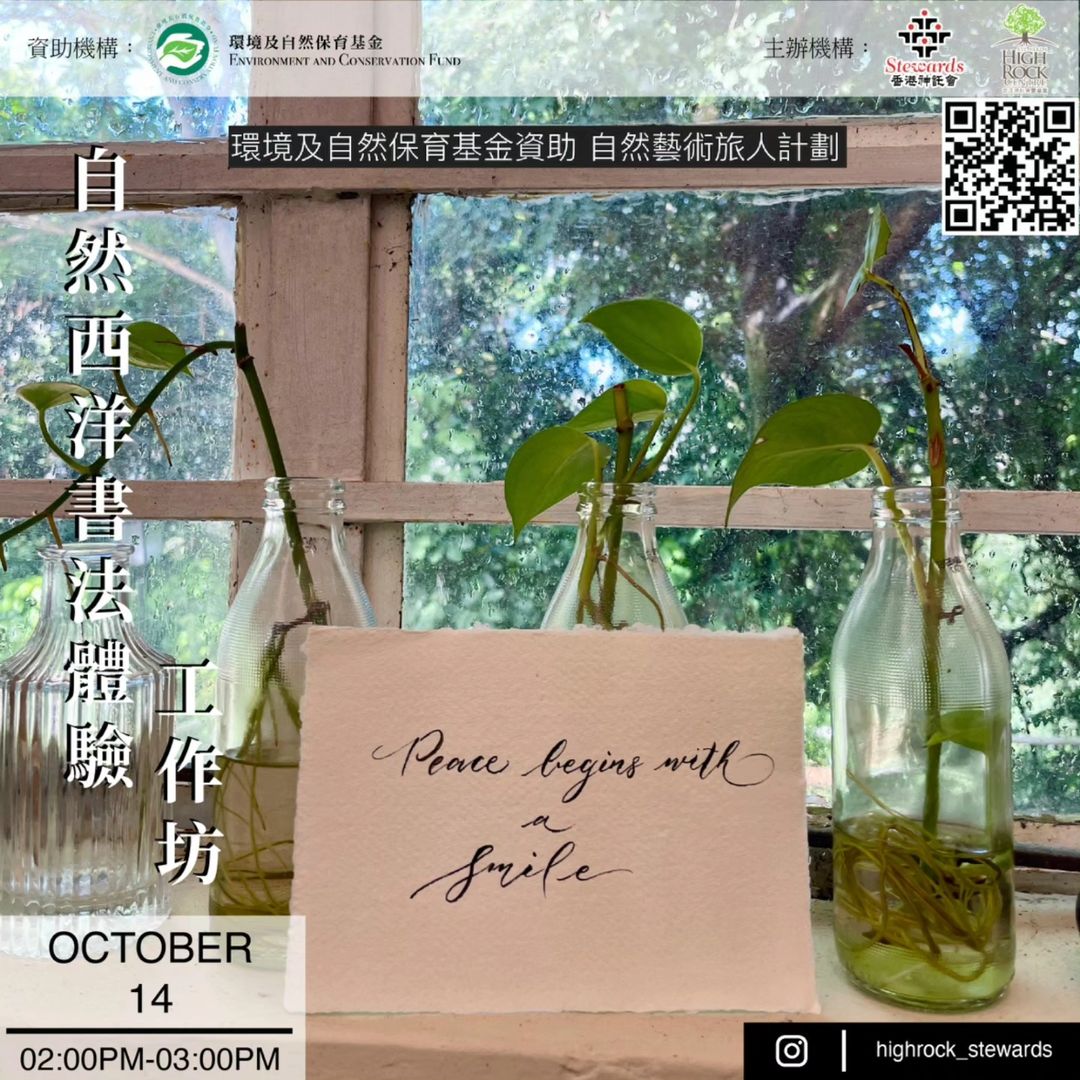 資助機構：
環境及自然保育基金
ENVIRONMENT AND CONSERVATION FUND
主辦機構：
Stewards
香港神託會
HIGH
ROCK
CENTRE
環境及自然保育基金資助 自然藝術旅人計劃
自然西洋書法體驗
工作坊
Peace begins with
a
Smile
OCTOBER
14
02:00PM-03:00PM
highrock_stewards